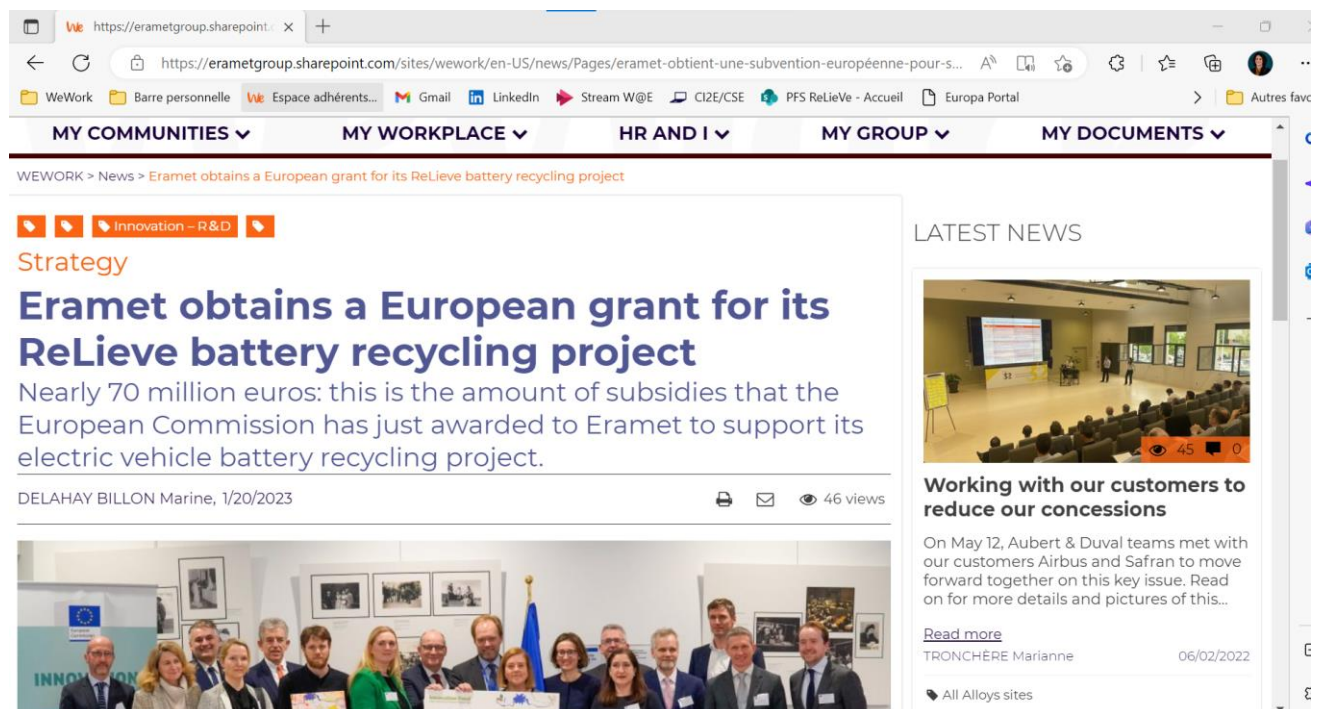 We https://erametgroup.sharepoint.c
https://erametgroup.sharepoint.com/sites/wework/en-US/news/Pages/eramet-obtient-une-subvention-européenne-pour-s...
WeWork Barre personnelle We Espace adhérents... Gmail LinkedIn Stream W@E CI2E/CSE PFS ReLieVe - Accueil Europa Portal Autres favo
MY COMMUNITIES MY WORKPLACE HR AND I MY GROUP MY DOCUMENTS
WEWORK > News > Eramet obtains a European grant for its ReLieve battery recycling project
Innovation – R&D
Strategy
Eramet obtains a European grant for its
ReLieve battery recycling project
Nearly 70 million euros: this is the amount of subsidies that the
European Commission has just awarded to Eramet to support its
electric vehicle battery recycling project.
DELAHAY BILLON Marine, 1/20/2023 46 views
LATEST NEWS
45 0
Working with our customers to
reduce our concessions
On May 12, Aubert & Duval teams met with
our customers Airbus and Safran to move
forward together on this key issue. Read
on for more details and pictures of this...
Read more
TRONCHÈRE Marianne 06/02/2022
All Alloys sites